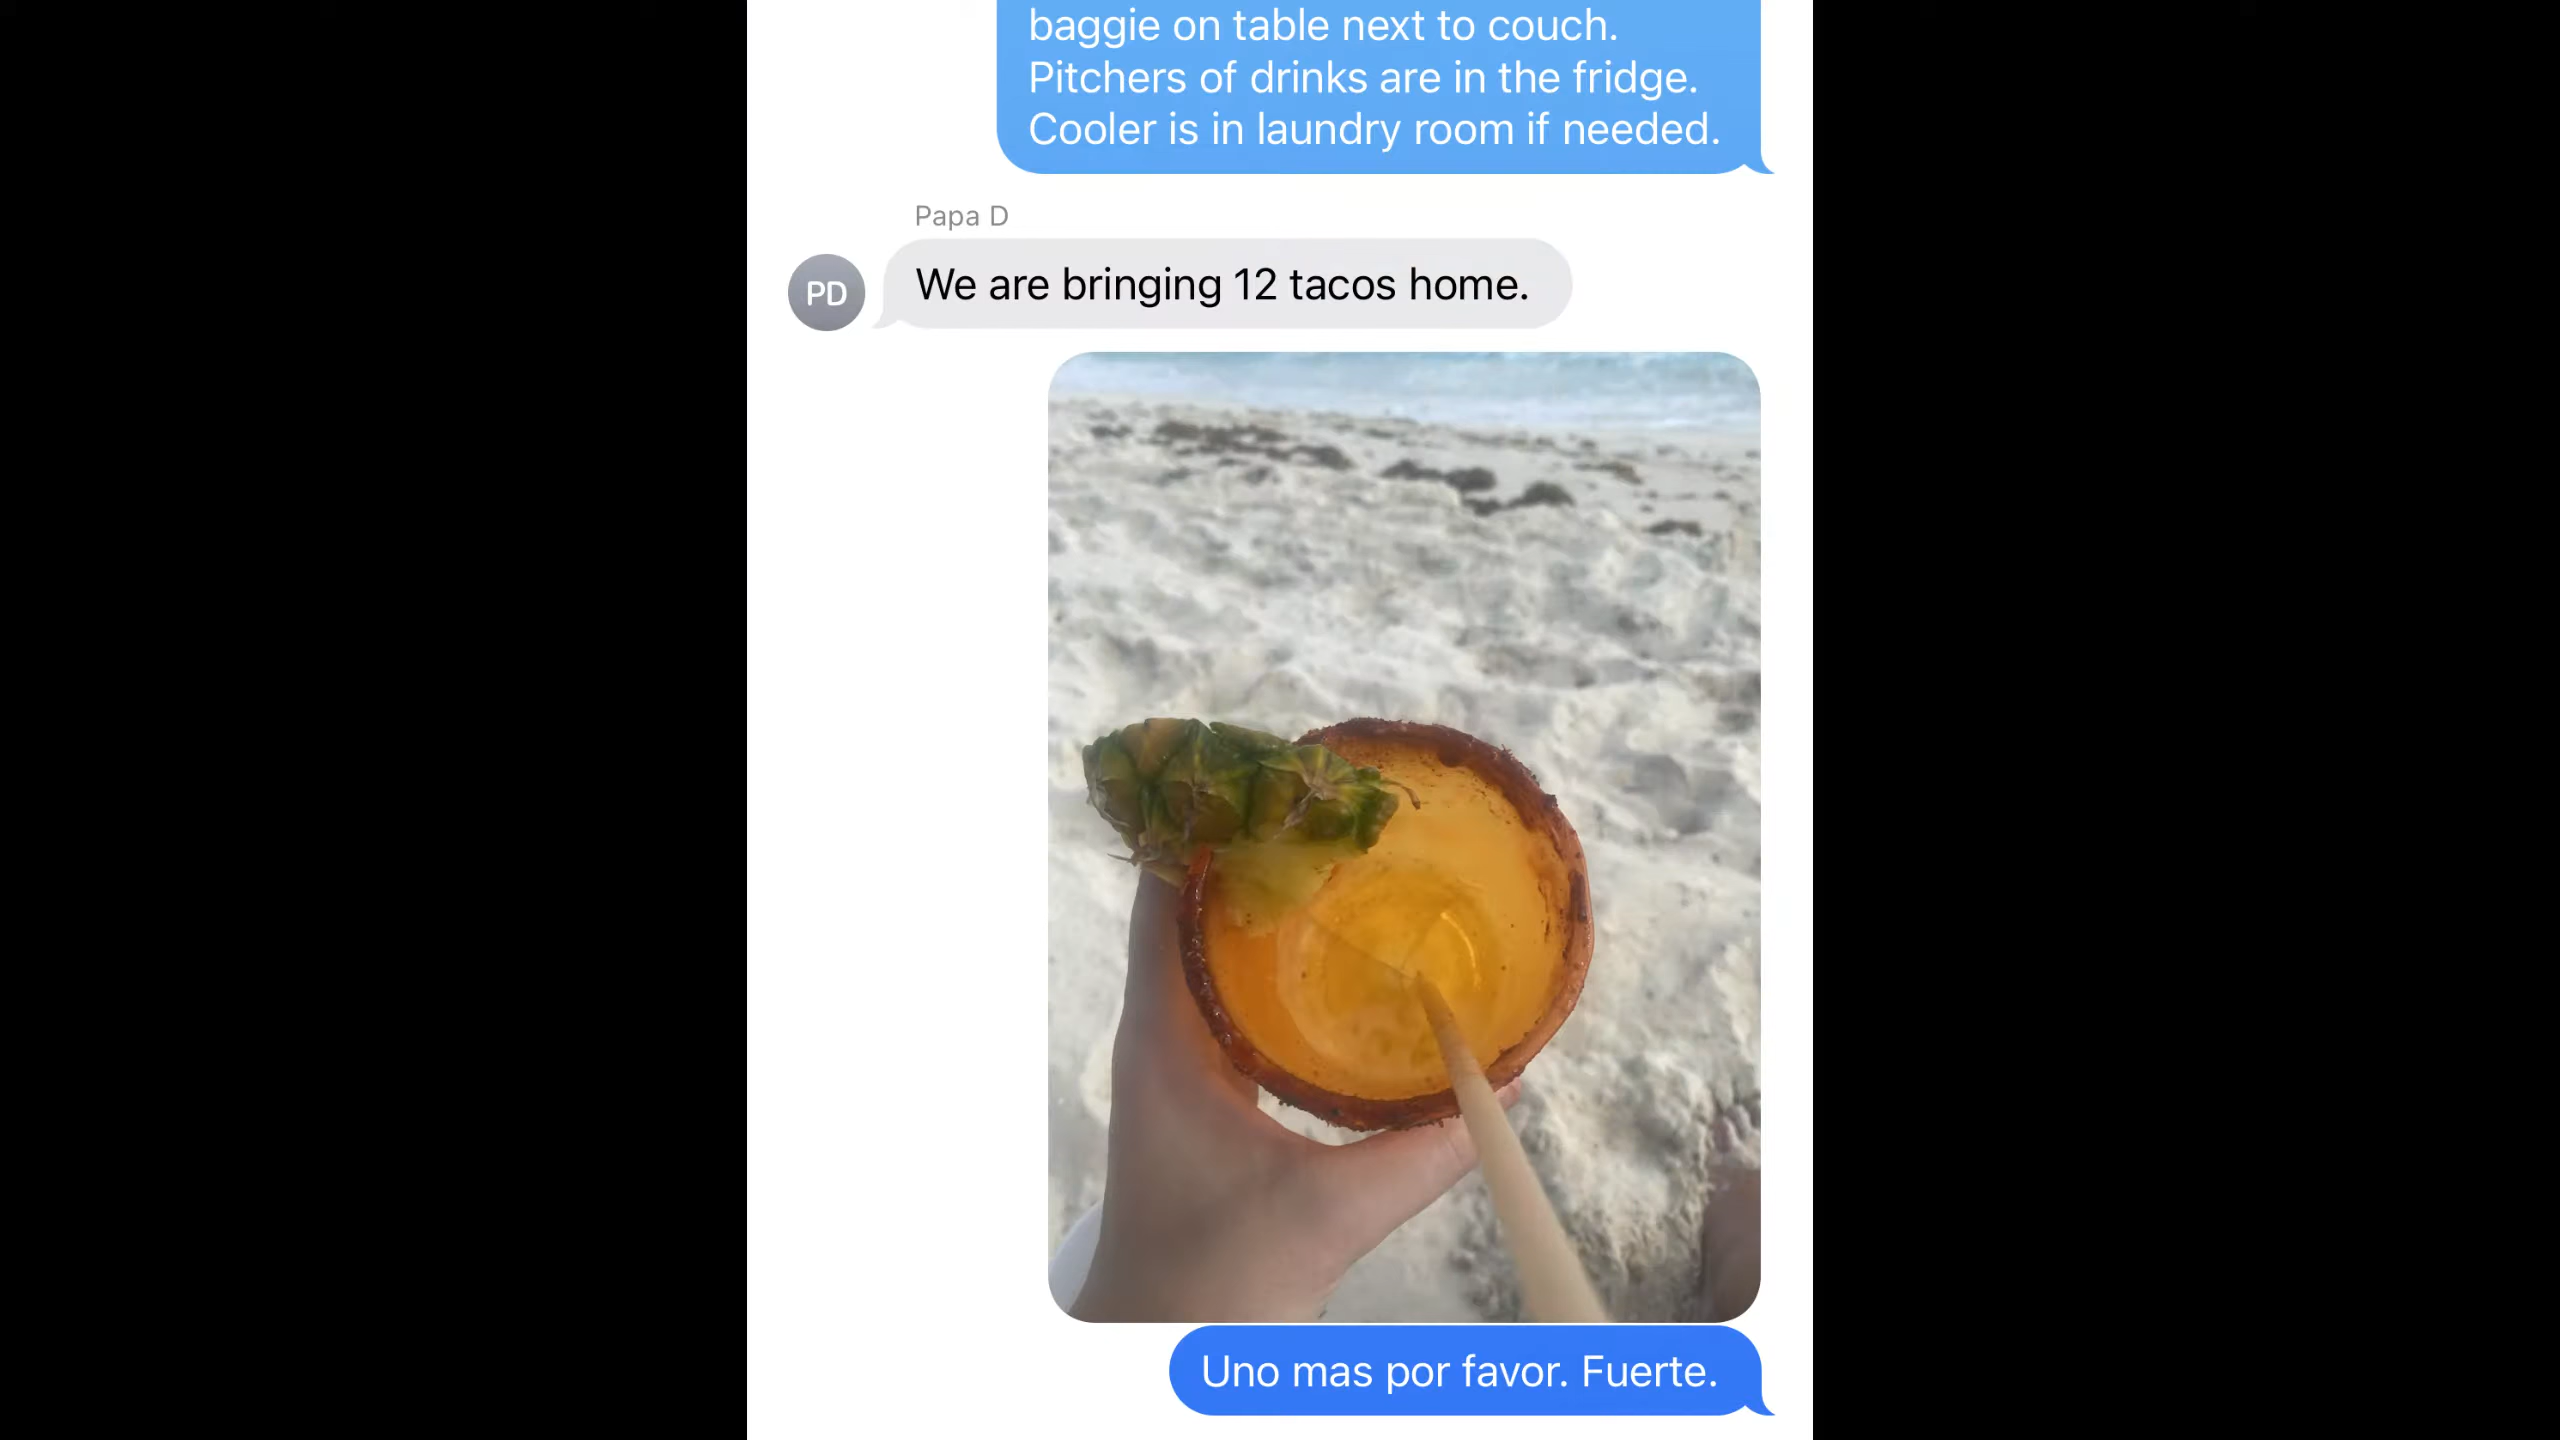 baggie on table next to couch.
Pitchers of drinks are in the fridge.
Cooler is in laundry room if needed.
Papa D
PD
We are bringing 12 tacos home.
Uno mas por favor. Fuerte.